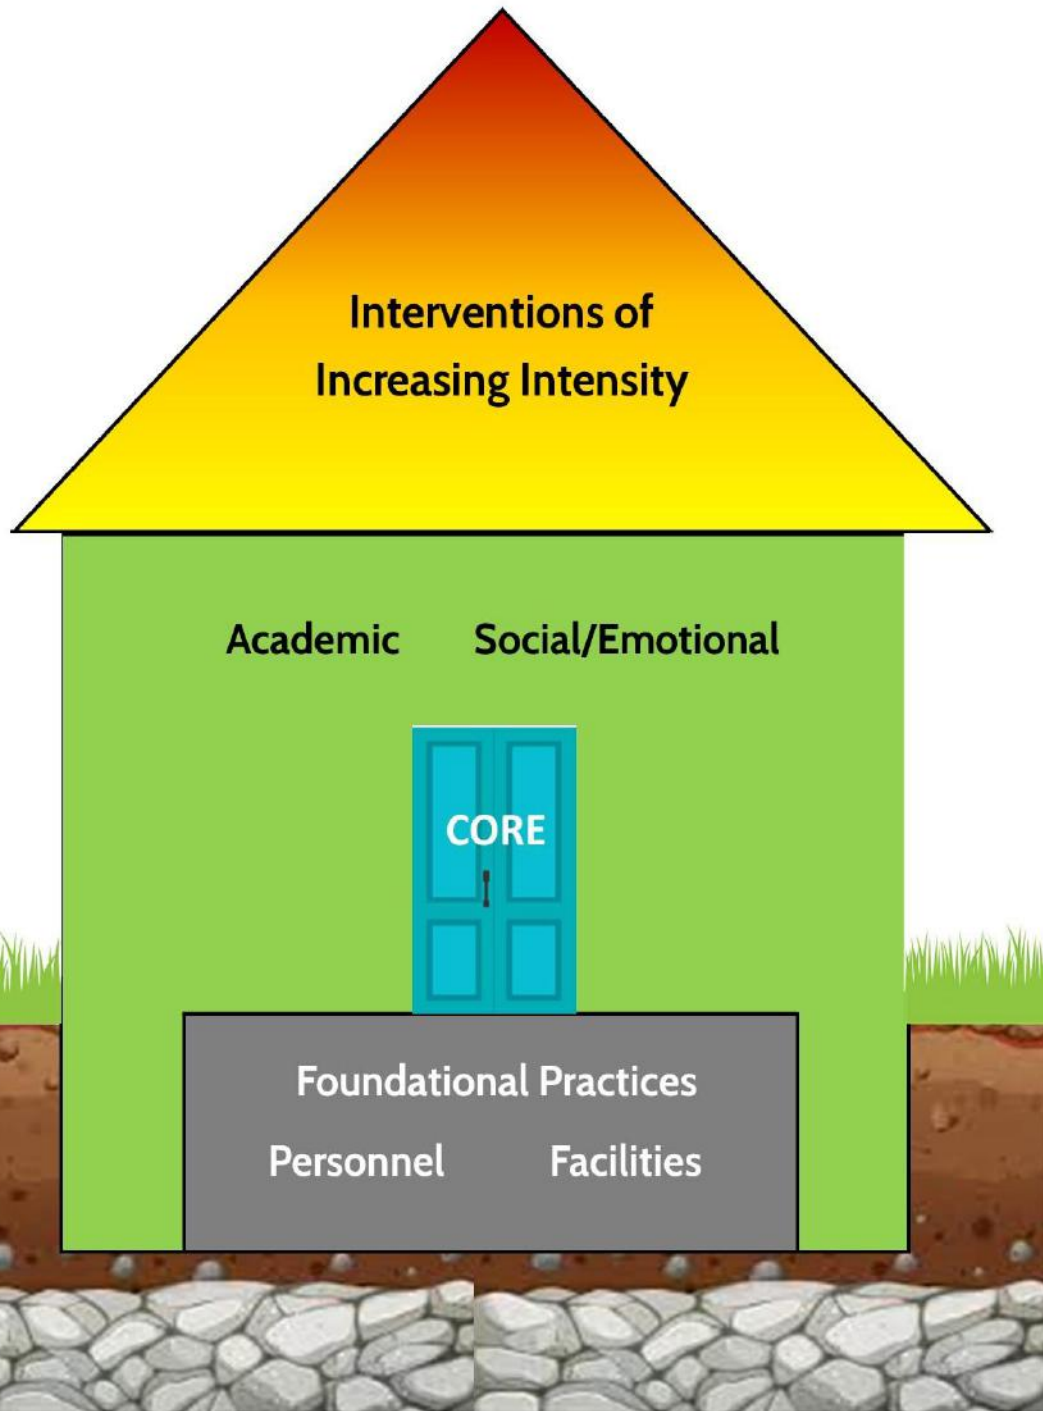 Interventions of
Increasing Intensity
Academic Social/Emotional
CORE
Foundational Practices
Personnel Facilities